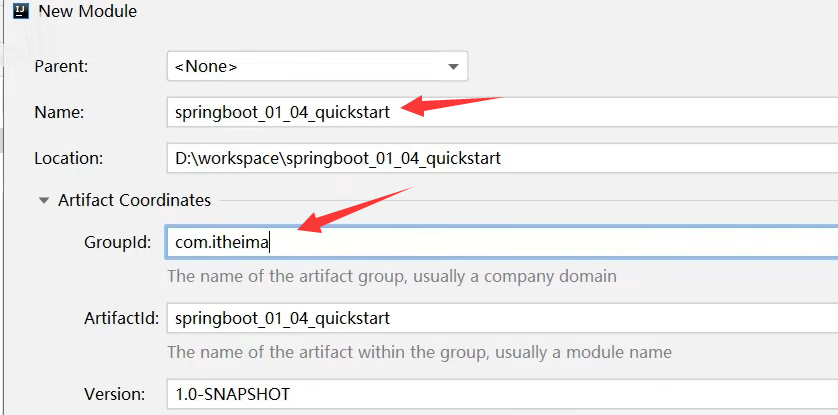 New Module
Parent: <None>
Name: springboot_01_04_quickstart
Location: D:\workspace\springboot_01_04_quickstart
Artifact Coordinates
GroupId: com.itheima
The name of the artifact group, usually a company domain
ArtifactId: springboot_01_04_quickstart
The name of the artifact within the group, usually a module name
Version: 1.0-SNAPSHOT